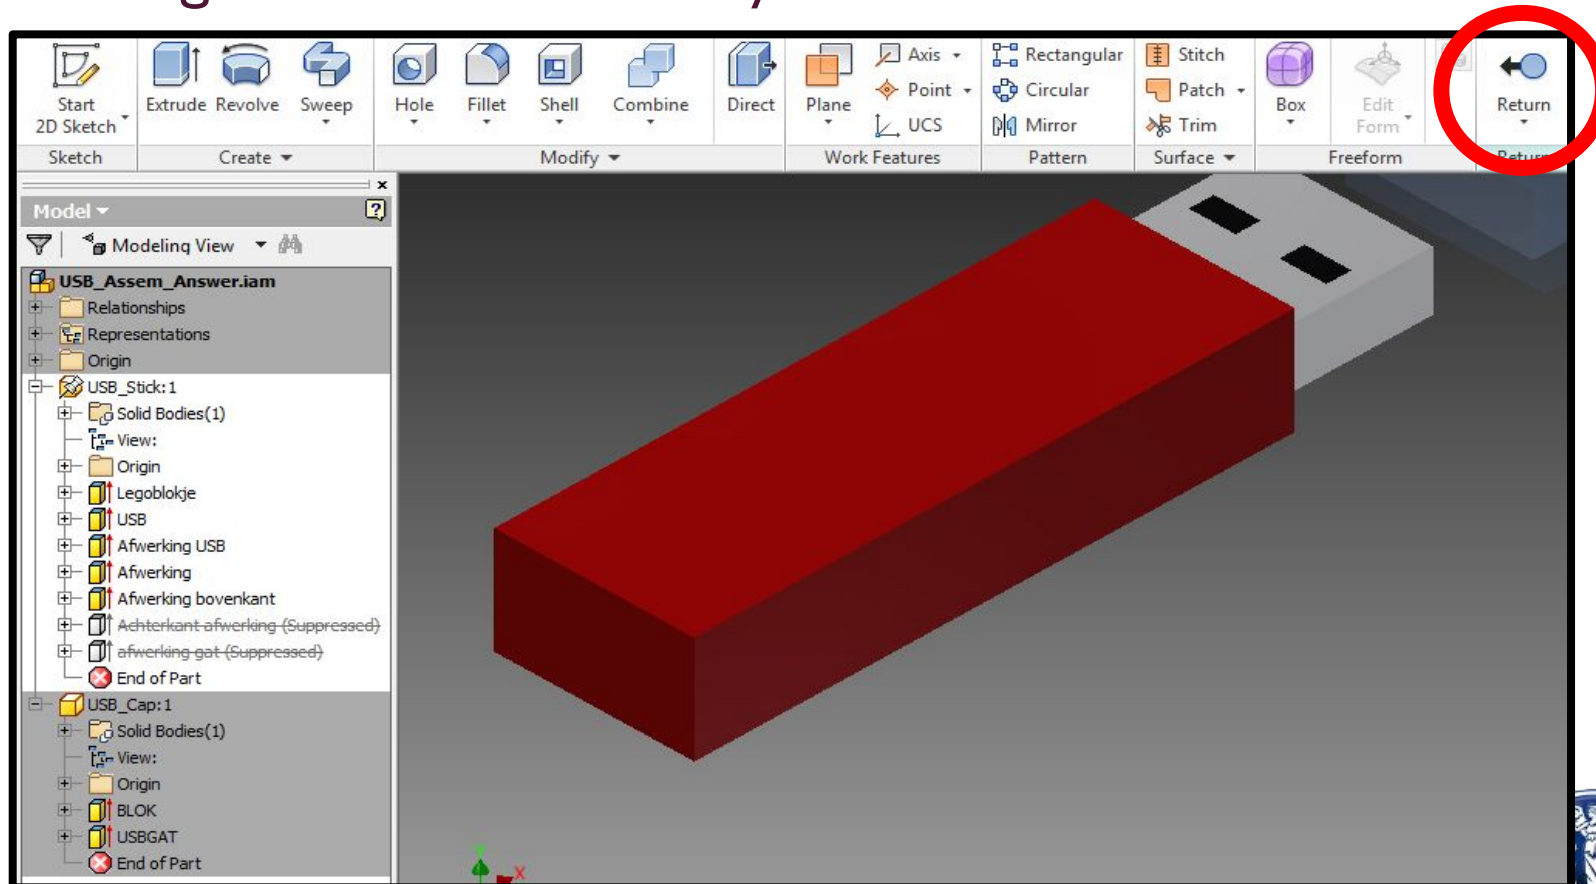 Start
2D Sketch
Extrude Revolve Sweep
Hole Fillet Shell Combine
Direct
Plane
Axis
Point
UCS
Rectangular
Circular
Mirror
Stitch
Patch
Trim
Box
Edit
Form
Return
Sketch Create Modify Work Features Pattern Surface Freeform Return
Model
Modeling View
USB_Assem_Answer.iam
Relationships
Representations
Origin
USB_Stick:1
Solid Bodies(1)
View:
Origin
Legoblokje
USB
Afwerking USB
Afwerking
Afwerking bovenkant
Achterkant afwerking (Suppressed)
afwerking gat (Suppressed)
End of Part
USB_Cap:1
Solid Bodies(1)
View:
Origin
BLOK
USBGAT
End of Part
X